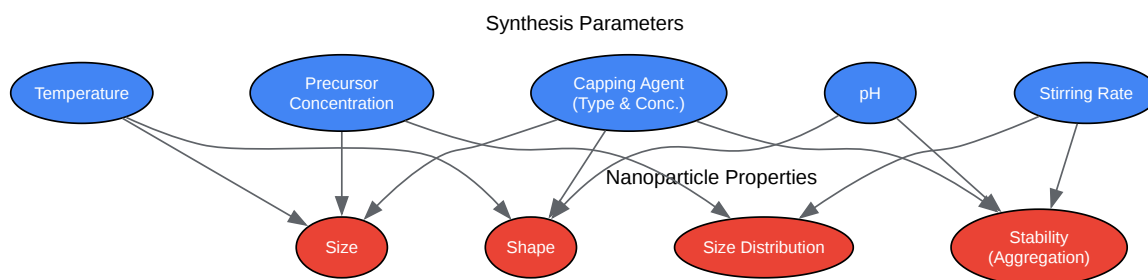 Synthesis Parameters
Temperature
Precursor
Concentration
Capping Agent
(Type & Conc.)
pH
Stirring Rate
Nanoparticle Properties
Size
Shape
Size Distribution
Stability
(Aggregation)